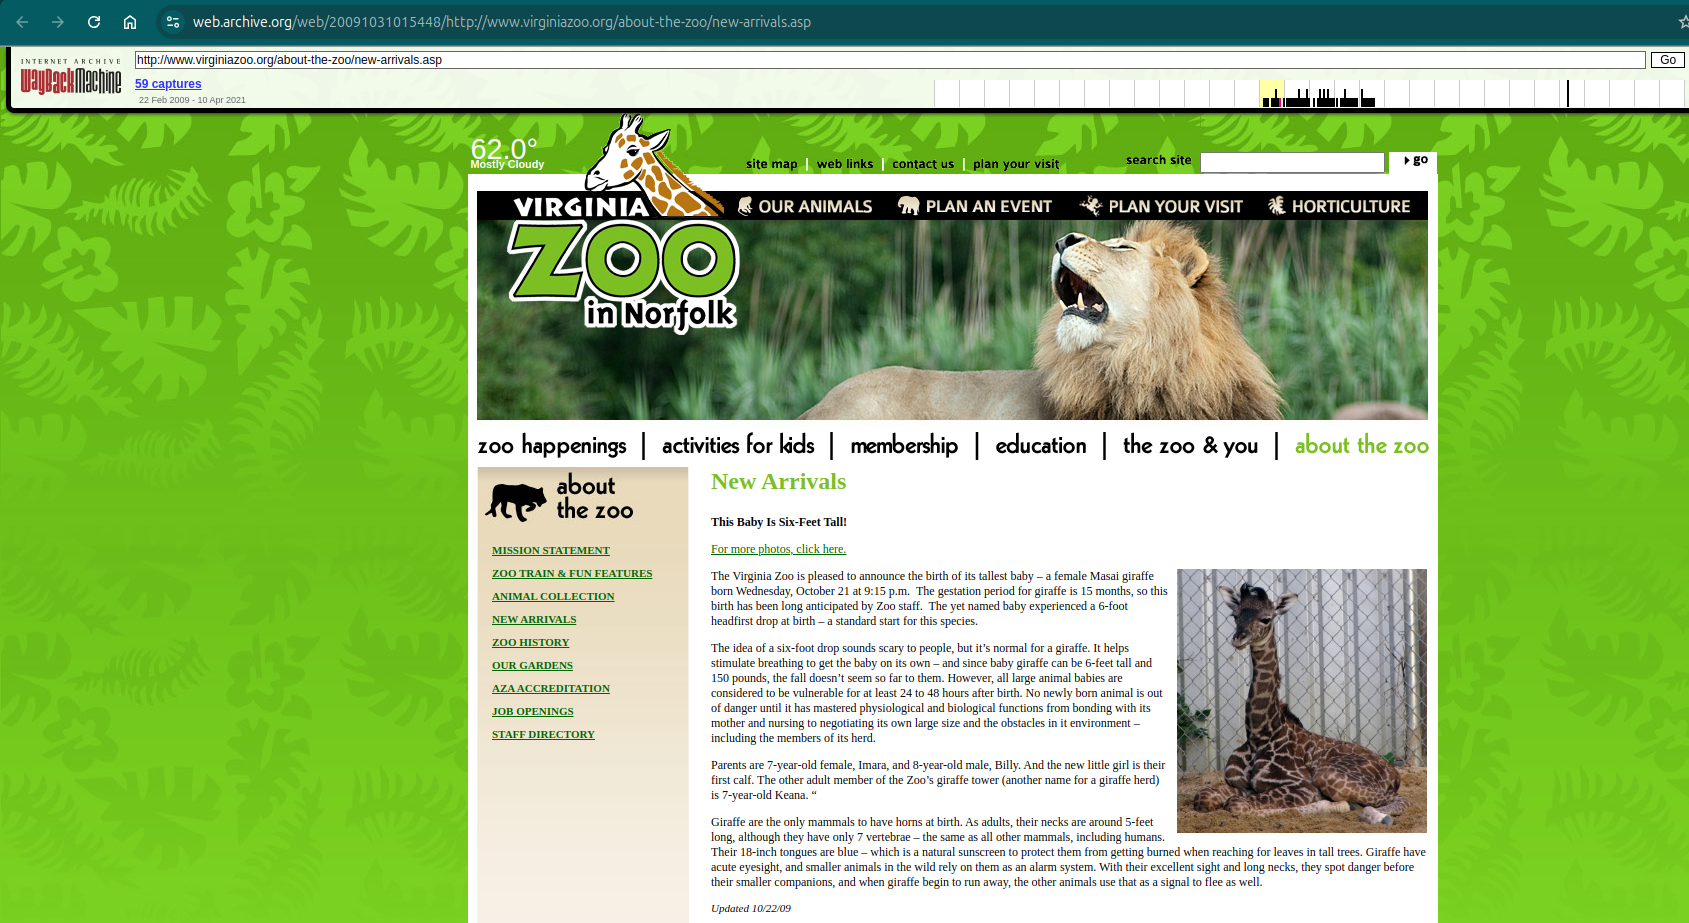 web.archive.org/web/20091031015448/http://www.virginiazoo.org/about-the-zoo/new-arrivals.asp
INTERNET ARCHIVE
WayBackMachine
http://www.virginiazoo.org/about-the-zoo/new-arrivals.asp
Go
59 captures
22 Feb 2009 - 10 Apr 2021
62.0°
Mostly Cloudy
site map | web links | contact us | plan your visit
search site
go
VIRGINIA
ZOO
in Norfolk
OUR ANIMALS
PLAN AN EVENT
PLAN YOUR VISIT
HORTICULTURE
zoo happenings | activities for kids | membership | education | the zoo & you | about the zoo
about
the zoo
MISSION STATEMENT
ZOO TRAIN & FUN FEATURES
ANIMAL COLLECTION
NEW ARRIVALS
ZOO HISTORY
OUR GARDENS
AZA ACCREDITATION
JOB OPENINGS
STAFF DIRECTORY
New Arrivals
This Baby Is Six-Feet Tall!
For more photos, click here.
The Virginia Zoo is pleased to announce the birth of its tallest baby – a female Masai giraffe
born Wednesday, October 21 at 9:15 p.m.  The gestation period for giraffe is 15 months, so this
birth has been long anticipated by Zoo staff.  The yet named baby experienced a 6-foot
headfirst drop at birth – a standard start for this species.
The idea of a six-foot drop sounds scary to people, but it’s normal for a giraffe. It helps
stimulate breathing to get the baby on its own – and since baby giraffe can be 6-feet tall and
150 pounds, the fall doesn’t seem so far to them. However, all large animal babies are
considered to be vulnerable for at least 24 to 48 hours after birth. No newly born animal is out
of danger until it has mastered physiological and biological functions from bonding with its
mother and nursing to negotiating its own large size and the obstacles in it environment –
including the members of its herd.
Parents are 7-year-old female, Imara, and 8-year-old male, Billy. And the new little girl is their
first calf. The other adult member of the Zoo’s giraffe tower (another name for a giraffe herd)
is 7-year-old Keana. “
Giraffe are the only mammals to have horns at birth. As adults, their necks are around 5-feet
long, although they have only 7 vertebrae – the same as all other mammals, including humans.
Their 18-inch tongues are blue – which is a natural sunscreen to protect them from getting burned when reaching for leaves in tall trees. Giraffe have
acute eyesight, and smaller animals in the wild rely on them as an alarm system. With their excellent sight and long necks, they spot danger before
their smaller companions, and when giraffe begin to run away, the other animals use that as a signal to flee as well.
Updated 10/22/09